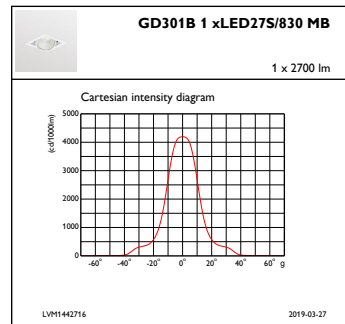 GD301B 1 xLED27S/830 MB
1 x 2700 lm
Cartesian intensity diagram
(cd/1000lm)
5000
4000
3000
2000
1000
0
-60° -40° -20° 0° 20° 40° 60° g
LVM1442716 2019-03-27